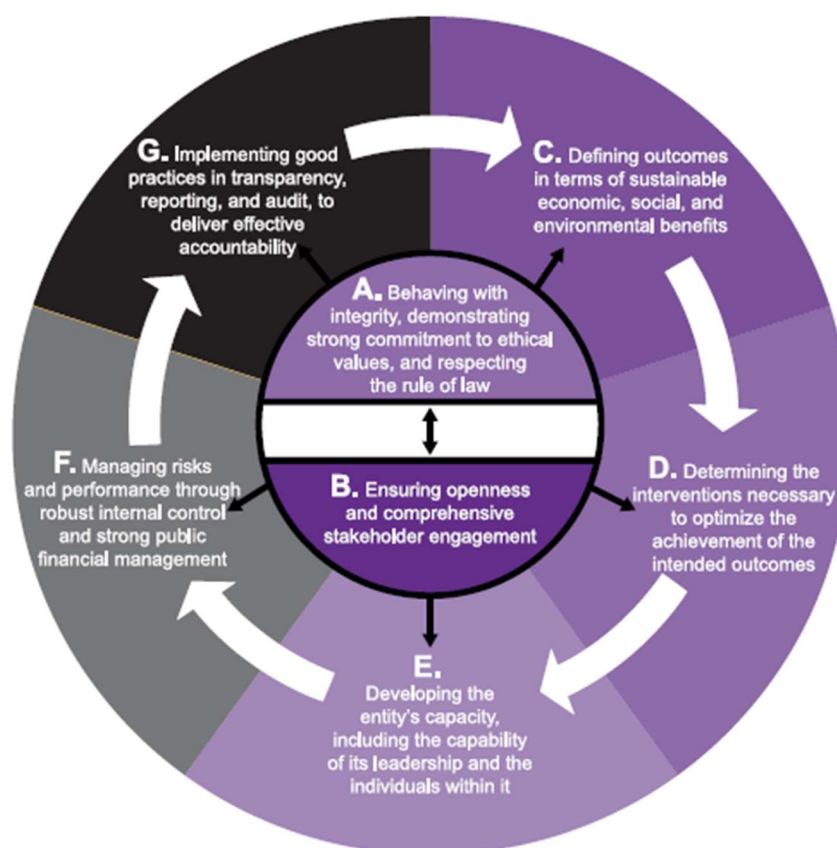 G. Implementing good
practices in transparency,
reporting, and audit, to
deliver effective
accountability
C. Defining outcomes
in terms of sustainable
economic, social, and
environmental benefits
A. Behaving with
integrity, demonstrating
strong commitment to ethical
values, and respecting
the rule of law
B. Ensuring openness
and comprehensive
stakeholder engagement
D. Determining the
interventions necessary
to optimize the
achievement of the
intended outcomes
E.
Developing the
entity's capacity,
including the capability
of its leadership and the
individuals within it
F. Managing risks
and performance through
robust internal control
and strong public
financial management